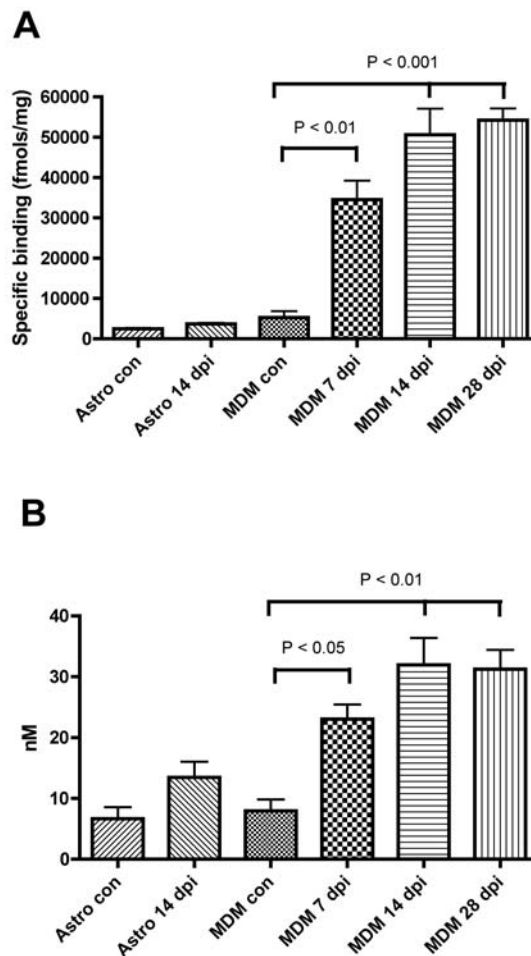 A
P < 0.001
P < 0.01
Specific binding (fmols/mg)
60000
50000
40000
30000
20000
10000
0
Astro con
Astro 14 dpi
MDM con
MDM 7 dpi
MDM 14 dpi
MDM 28 dpi
B
P < 0.01
P < 0.05
nM
40
30
20
10
0
Astro con
Astro 14 dpi
MDM con
MDM 7 dpi
MDM 14 dpi
MDM 28 dpi